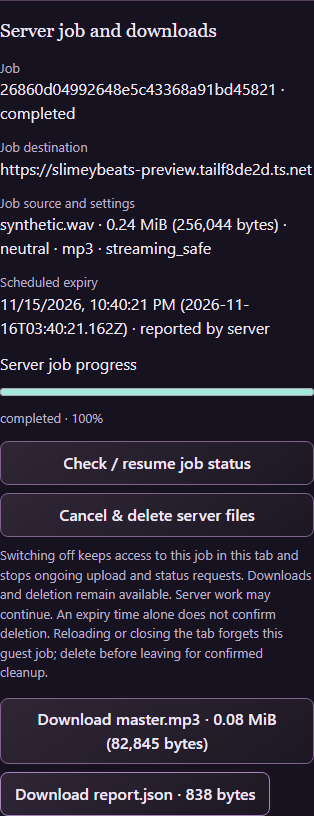 Server job and downloads
Job
26860d04992648e5c43368a91bd45821 ·
completed
Job destination
https://slimeybeats-preview.tailf8de2d.ts.net
Job source and settings
synthetic.wav · 0.24 MiB (256,044 bytes) ·
neutral · mp3 · streaming_safe
Scheduled expiry
11/15/2026, 10:40:21 PM (2026-11-
16T03:40:21.162Z) · reported by server
Server job progress
completed · 100%
Check / resume job status
Cancel & delete server files
Switching off keeps access to this job in this tab and
stops ongoing upload and status requests. Downloads
and deletion remain available. Server work may
continue. An expiry time alone does not confirm
deletion. Reloading or closing the tab forgets this
guest job; delete before leaving for confirmed
cleanup.
Download master.mp3 · 0.08 MiB
(82,845 bytes)
Download report.json · 838 bytes